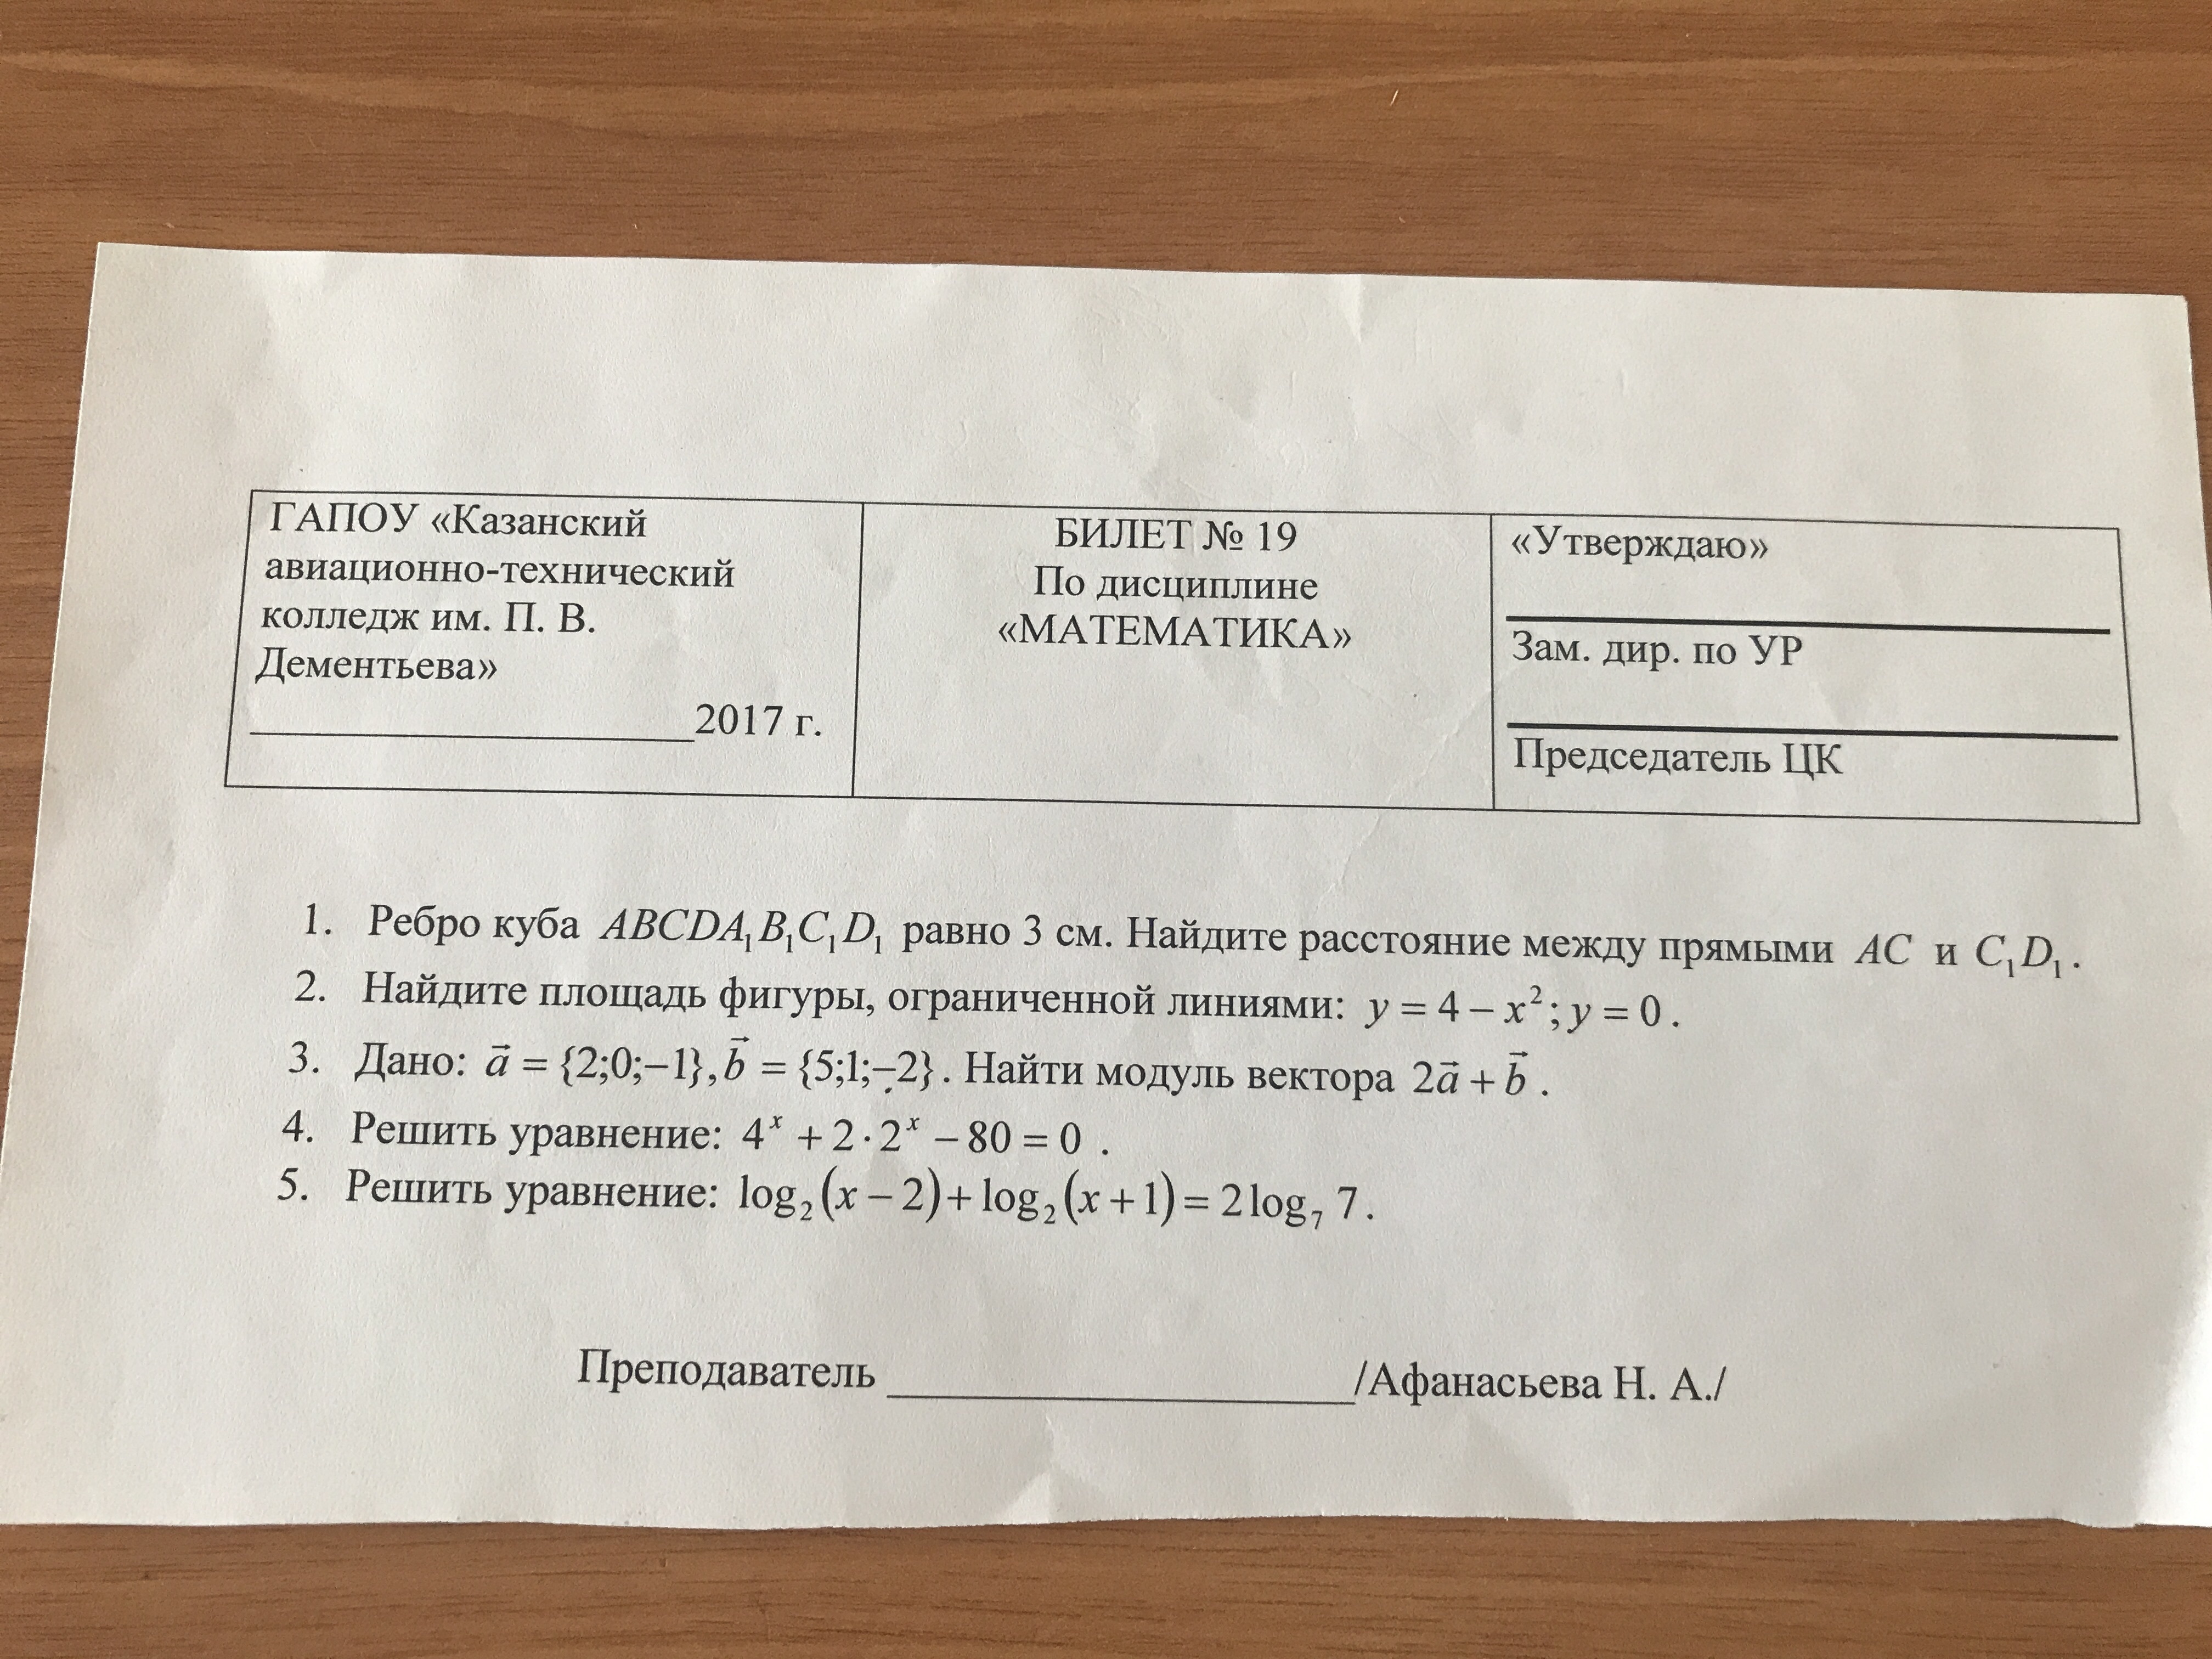 ГАПОУ «Казанский
авиационно-технический
колледж им. П. В.
Дементьева»
___________________2017 г.
БИЛЕТ № 19
По дисциплине
«МАТЕМАТИКА»
«Утверждаю»
Зам. дир. по УР
Председатель ЦК
1. Ребро куба ABCDA₁B₁C₁D₁ равно 3 см. Найдите расстояние между прямыми AC и C₁D₁.
2. Найдите площадь фигуры, ограниченной линиями: y = 4 – x²; y = 0.
3. Дано: a⃗ = {2;0;–1}, b⃗ = {5;1;–2}. Найти модуль вектора 2a⃗ + b⃗.
4. Решить уравнение: 4ˣ + 2·2ˣ – 80 = 0 .
5. Решить уравнение: log₂(x – 2)+ log₂(x + 1) = 2log₇ 7.
Преподаватель ____________________/Афанасьева Н. А./